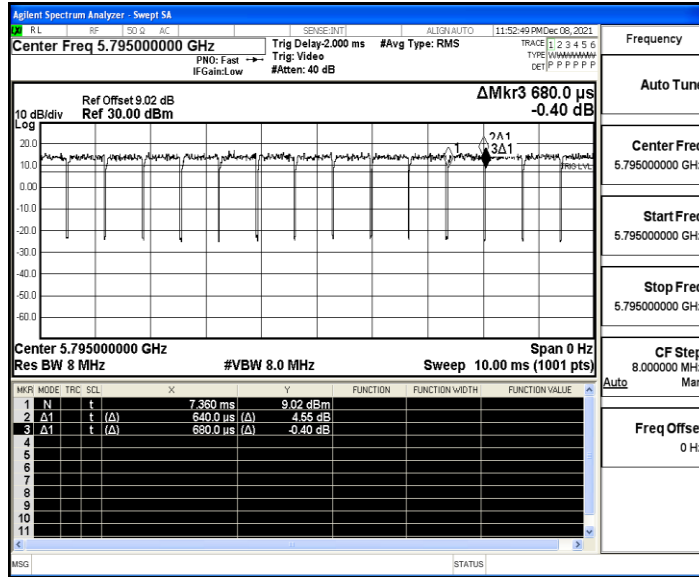 Agilent Spectrum Analyzer - Swept SA
LXI RL RF 50 Ω AC SENSE:INT ALIGN AUTO 11:52:49 PM Dec 08, 2021
Center Freq 5.795000000 GHz
PNO: Fast
IFGain:Low
Trig Delay-2.000 ms
Trig: Video
#Atten: 40 dB
#Avg Type: RMS
TRACE 1 2 3 4 5 6
TYPE
DET P P P P P P
Frequency
Auto Tune
ΔMkr3 680.0 µs
-0.40 dB
Ref Offset 9.02 dB
10 dB/div Ref 30.00 dBm
Log
20.0
10.0
0.00
-10.0
-20.0
-30.0
-40.0
-50.0
-60.0
1
2Δ1
3Δ1
TRIG LVL
Center Freq
5.795000000 GHz
Start Freq
5.795000000 GHz
Stop Freq
5.795000000 GHz
CF Step
8.000000 MHz
Auto Man
Freq Offset
0 Hz
Center 5.795000000 GHz Span 0 Hz
Res BW 8 MHz #VBW 8.0 MHz Sweep 10.00 ms (1001 pts)
MKR MODE TRC SCL X Y FUNCTION FUNCTION WIDTH FUNCTION VALUE
1 N t 7.360 ms 9.02 dBm
2 Δ1 t (Δ) 640.0 µs (Δ) 4.55 dB
3 Δ1 t (Δ) 680.0 µs (Δ) -0.40 dB
4
5
6
7
8
9
10
11
MSG STATUS